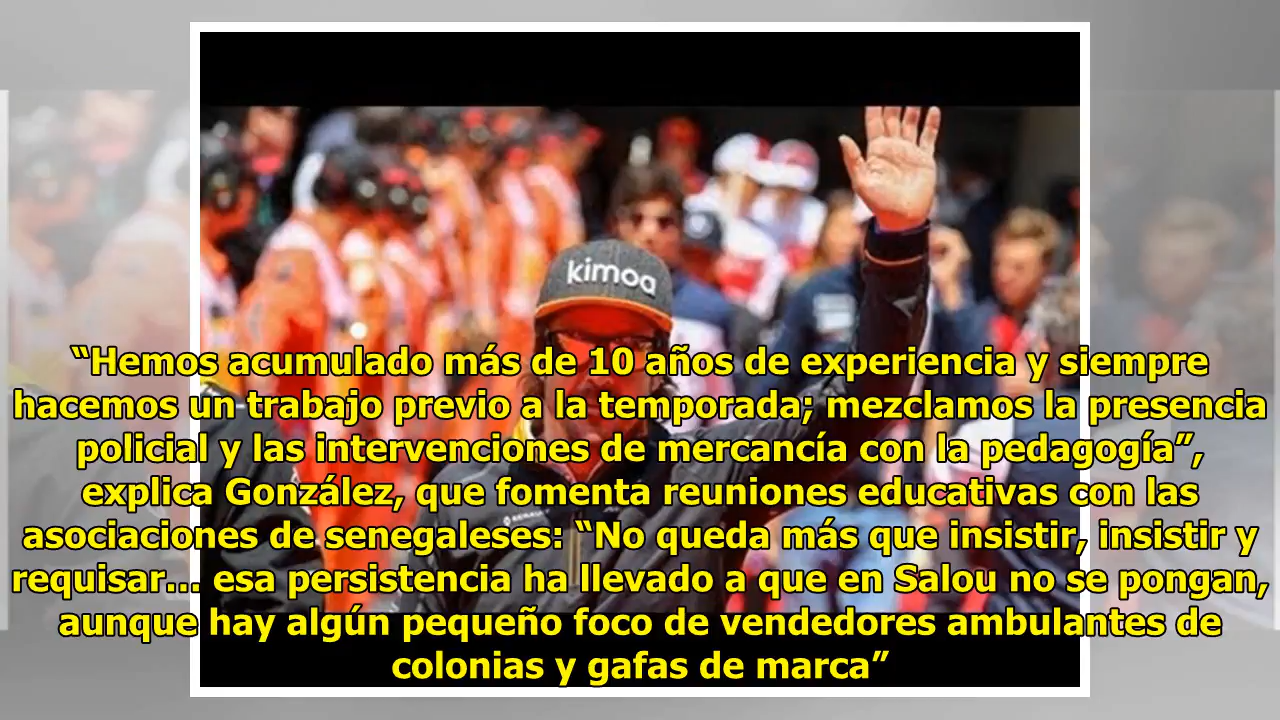 kimoa
“Hemos acumulado más de 10 años de experiencia y siempre
hacemos un trabajo previo a la temporada; mezclamos la presencia
policial y las intervenciones de mercancía con la pedagogía”,
explica González, que fomenta reuniones educativas con las
asociaciones de senegaleses: “No queda más que insistir, insistir y
requisar... esa persistencia ha llevado a que en Salou no se pongan,
aunque hay algún pequeño foco de vendedores ambulantes de
colonias y gafas de marca”